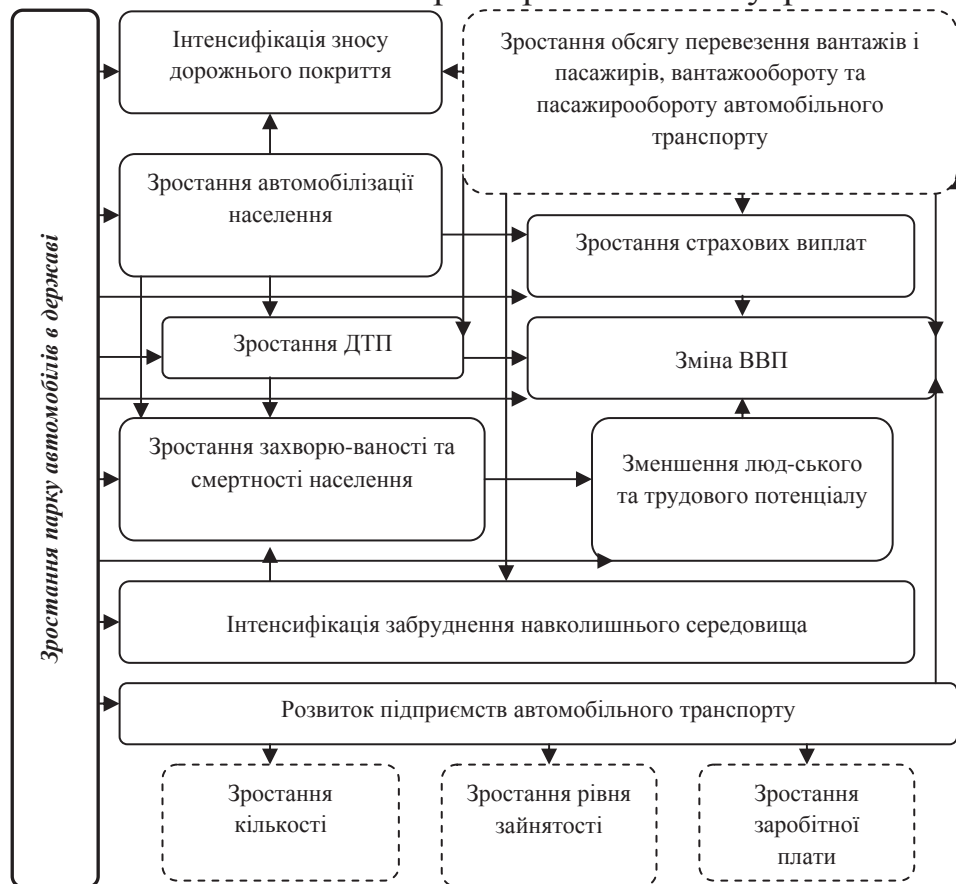 Зростання парку автомобілів в державі
Інтенсифікація зносу
дорожнього покриття
Зростання обсягу перевезення вантажів і
пасажирів, вантажообороту та
пасажирообороту автомобільного
транспорту
Зростання автомобілізації
населення
Зростання страхових виплат
Зростання ДТП
Зміна ВВП
Зростання захворю-ваності та
смертності населення
Зменшення люд-ського
та трудового потенціалу
Інтенсифікація забруднення навколишнього середовища
Розвиток підприємств автомобільного транспорту
Зростання
кількості
Зростання рівня
зайнятості
Зростання
заробітної
плати